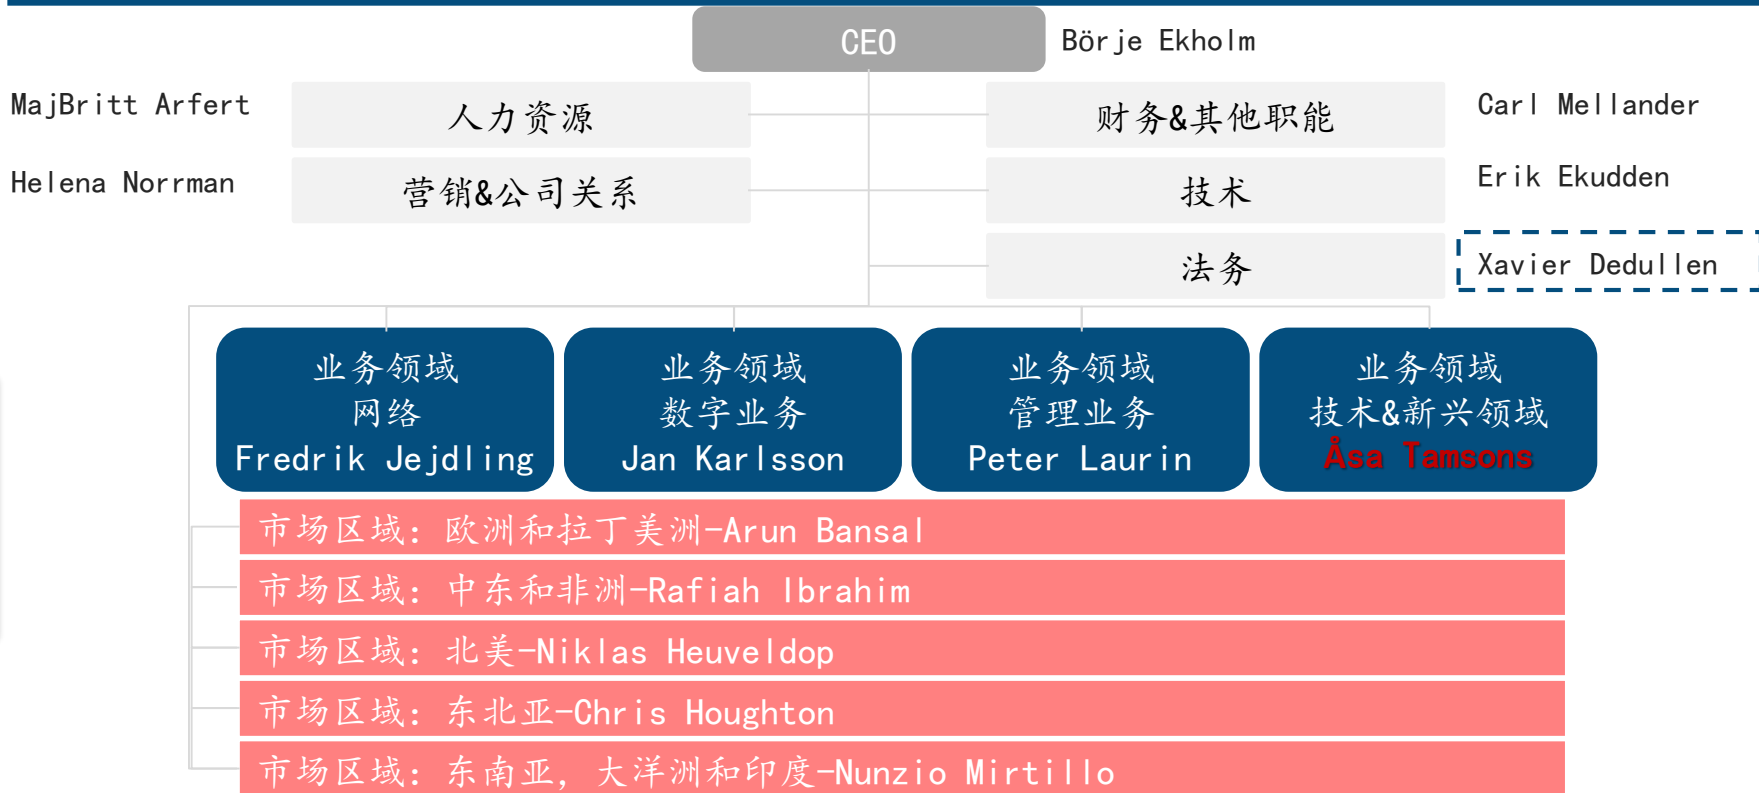 CEO
Börje Ekholm
MajBritt Arfert
人力资源
财务&其他职能
Carl Mellander
Helena Norrman
营销&公司关系
技术
Erik Ekudden
法务
Xavier Dedullen
业务领域
网络
Fredrik Jejdling
业务领域
数字业务
Jan Karlsson
业务领域
管理业务
Peter Laurin
业务领域
技术&新兴领域
Åsa Tamsons
市场区域：欧洲和拉丁美洲-Arun Bansal
市场区域：中东和非洲-Rafiah Ibrahim
市场区域：北美-Niklas Heuveldop
市场区域：东北亚-Chris Houghton
市场区域：东南亚，大洋洲和印度-Nunzio Mirtillo